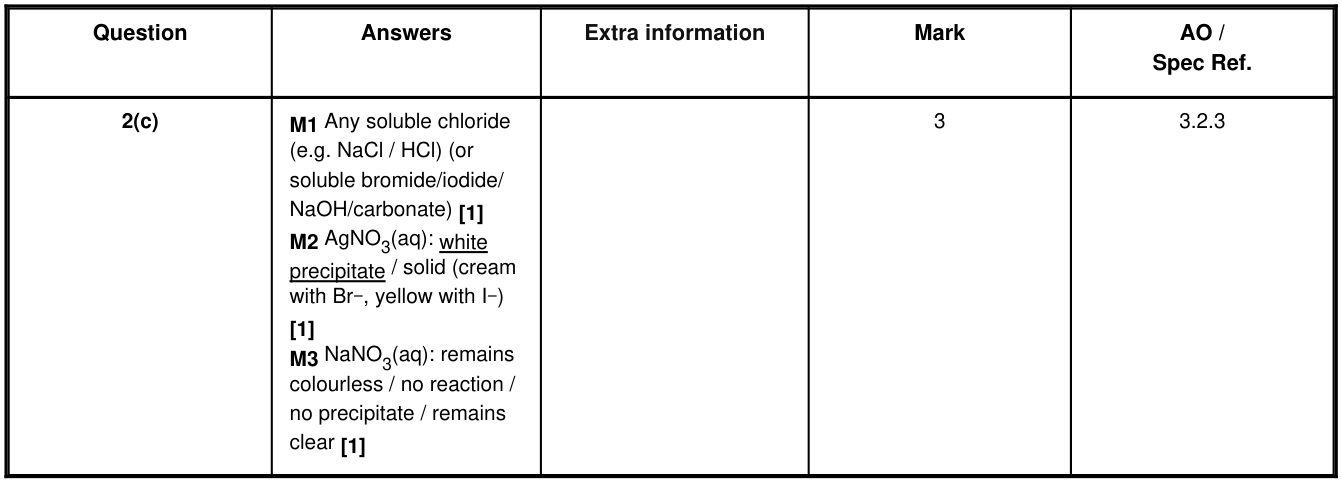 Question Answers Extra information Mark AO /
Spec Ref.
2(c) M1 Any soluble chloride 3 3.2.3
(e.g. NaCl / HCl) (or
soluble bromide/iodide/
NaOH/carbonate) [1]
M2 AgNO3(aq): white
precipitate / solid (cream
with Br–, yellow with I–)
[1]
M3 NaNO3(aq): remains
colourless / no reaction /
no precipitate / remains
clear [1]